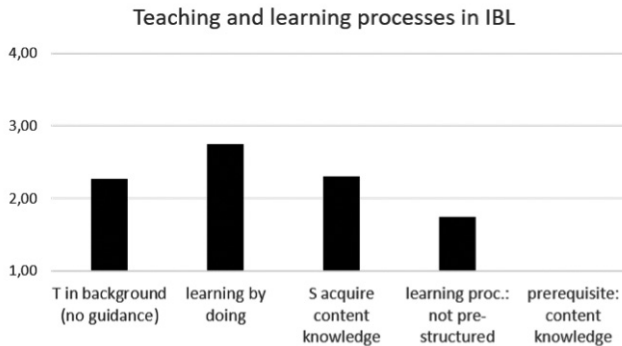 Teaching and learning processes in IBL
4,00
3,00
2,00
1,00
T in background
(no guidance)
learning by
doing
S acquire
content
knowledge
learning proc.:
not pre-
structured
prerequisite:
content
knowledge